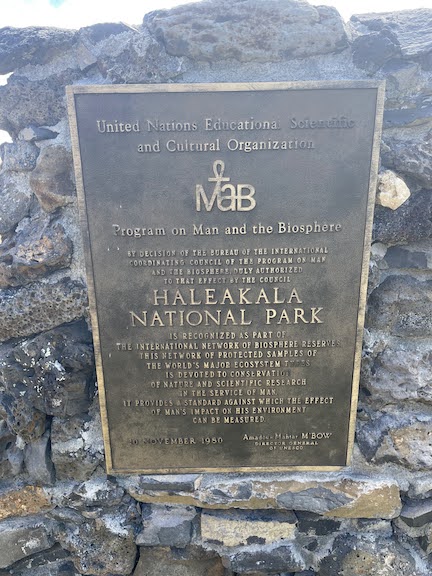 United Nations Educational Scientific
and Cultural Organization
MaB
Program on Man and the Biosphere
BY DECISION OF THE BUREAU OF THE INTERNATIONAL
COORDINATING COUNCIL OF THE PROGRAM ON MAN
AND THE BIOSPHERE, DULY AUTHORIZED
TO THAT EFFECT BY THE COUNCIL
HALEAKALA
NATIONAL PARK
IS RECOGNIZED AS PART OF
THE INTERNATIONAL NETWORK OF BIOSPHERE RESERVES
THIS NETWORK OF PROTECTED SAMPLES OF
THE WORLD'S MAJOR ECOSYSTEM
IS DEVOTED TO CONSERVATION
OF NATURE AND SCIENTIFIC RESEARCH
IN THE SERVICE OF MAN.
IT PROVIDES A STANDARD AGAINST WHICH THE EFFECT
OF MAN'S IMPACT ON HIS ENVIRONMENT
CAN BE MEASURED.
NOVEMBER 1980
Amadou-Mahtar M'BOW
DIRECTOR GENERAL
OF UNESCO